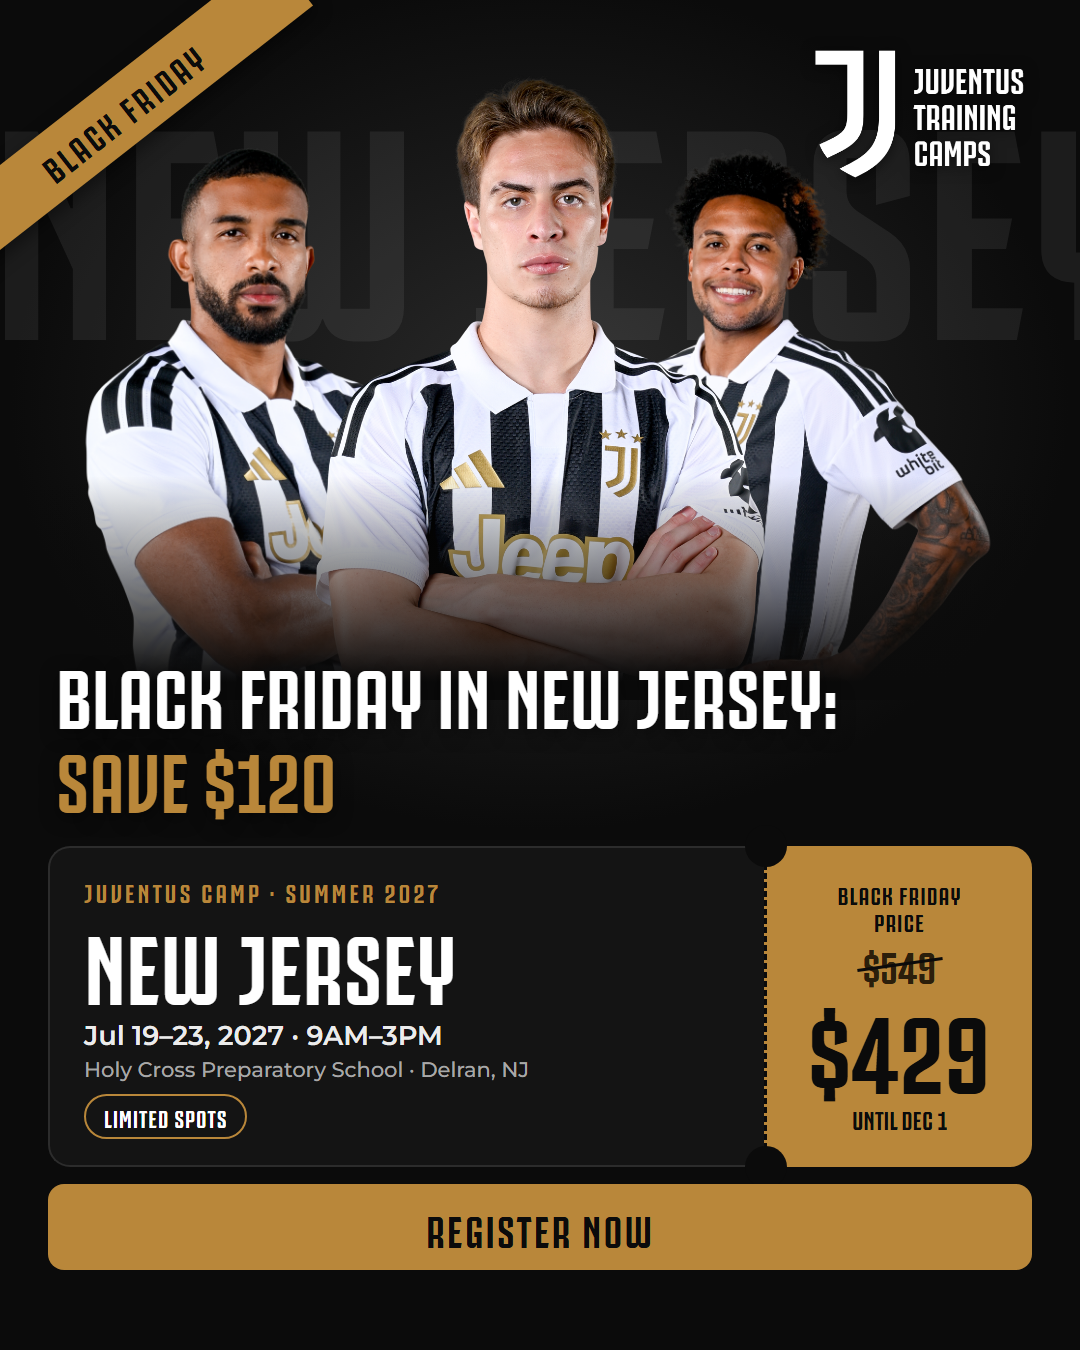 BLACK FRIDAY
JUVENTUS
TRAINING
CAMPS
NEW JERSEY
white
bit
Jeep
BLACK FRIDAY IN NEW JERSEY:
SAVE $120
JUVENTUS CAMP · SUMMER 2027
NEW JERSEY
Jul 19–23, 2027 · 9AM–3PM
Holy Cross Preparatory School · Delran, NJ
LIMITED SPOTS
BLACK FRIDAY
PRICE
$549
$429
UNTIL DEC 1
REGISTER NOW